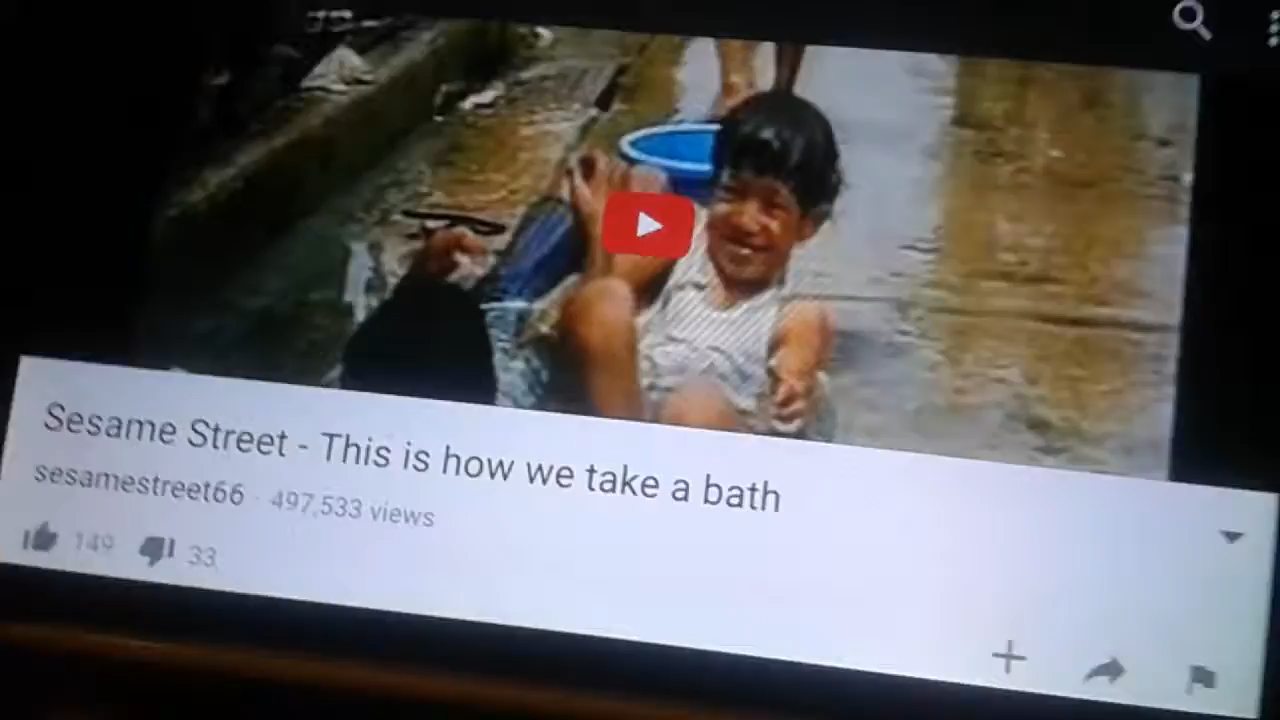 Sesame Street - This is how we take a bath
sesamestreet66 · 497,533 views
149 33